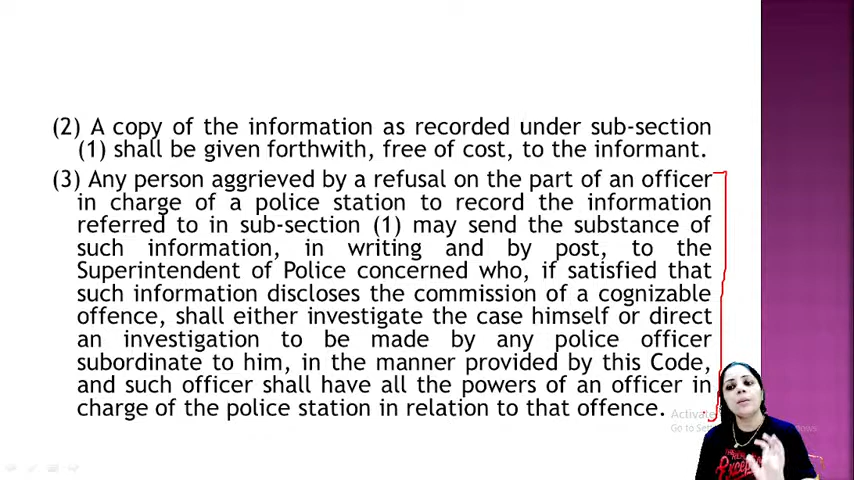 (2) A copy of the information as recorded under sub-section
(1) shall be given forthwith, free of cost, to the informant.
(3) Any person aggrieved by a refusal on the part of an officer
in charge of a police station to record the information
referred to in sub-section (1) may send the substance of
such information, in writing and by post, to the
Superintendent of Police concerned who, if satisfied that
such information discloses the commission of a cognizable
offence, shall either investigate the case himself or direct
an investigation to be made by any police officer
subordinate to him, in the manner provided by this Code,
and such officer shall have all the powers of an officer in
charge of the police station in relation to that offence.
Activate
Go to Se